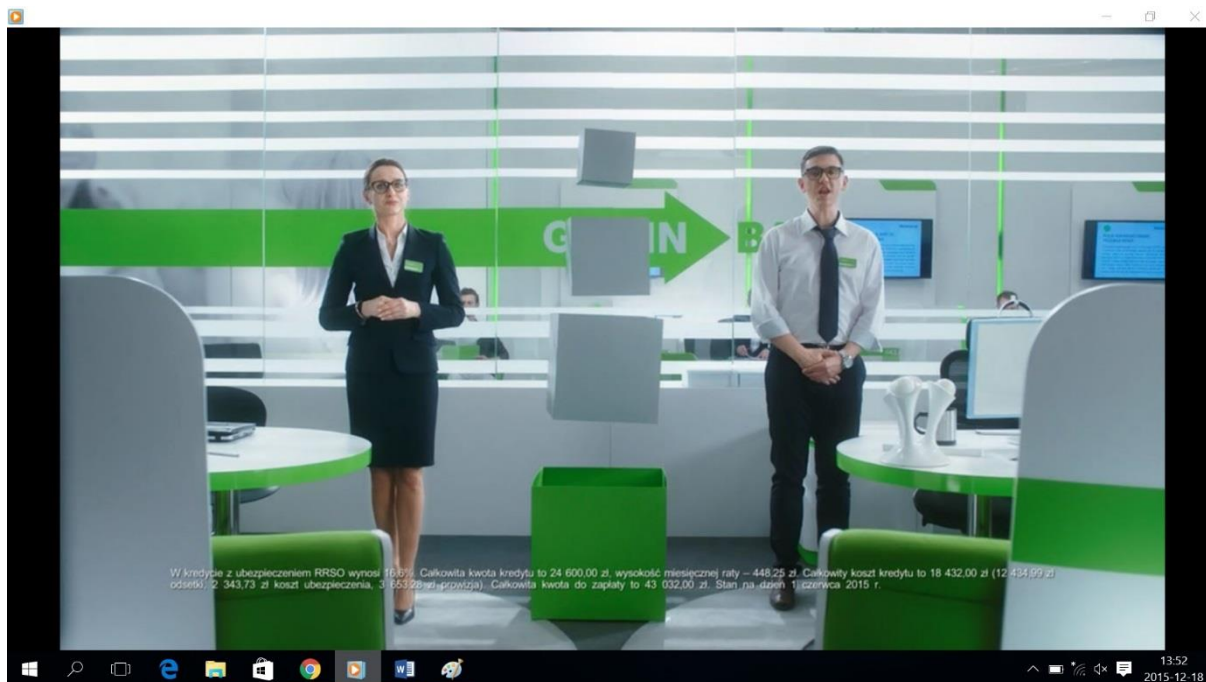 G IN B
W kredycie z ubezpieczeniem RRSO wynosi 16,6%. Całkowita kwota kredytu to 24 600,00 zł, wysokość miesięcznej raty – 448,25 zł. Całkowity koszt kredytu to 18 432,00 zł (12 434,99 zł
odsetki, 2 343,73 zł koszt ubezpieczenia, 3 653,28 zł prowizja). Całkowita kwota do zapłaty to 43 032,00 zł. Stan na dzień 1 czerwca 2015 r.
13:52
2015-12-18